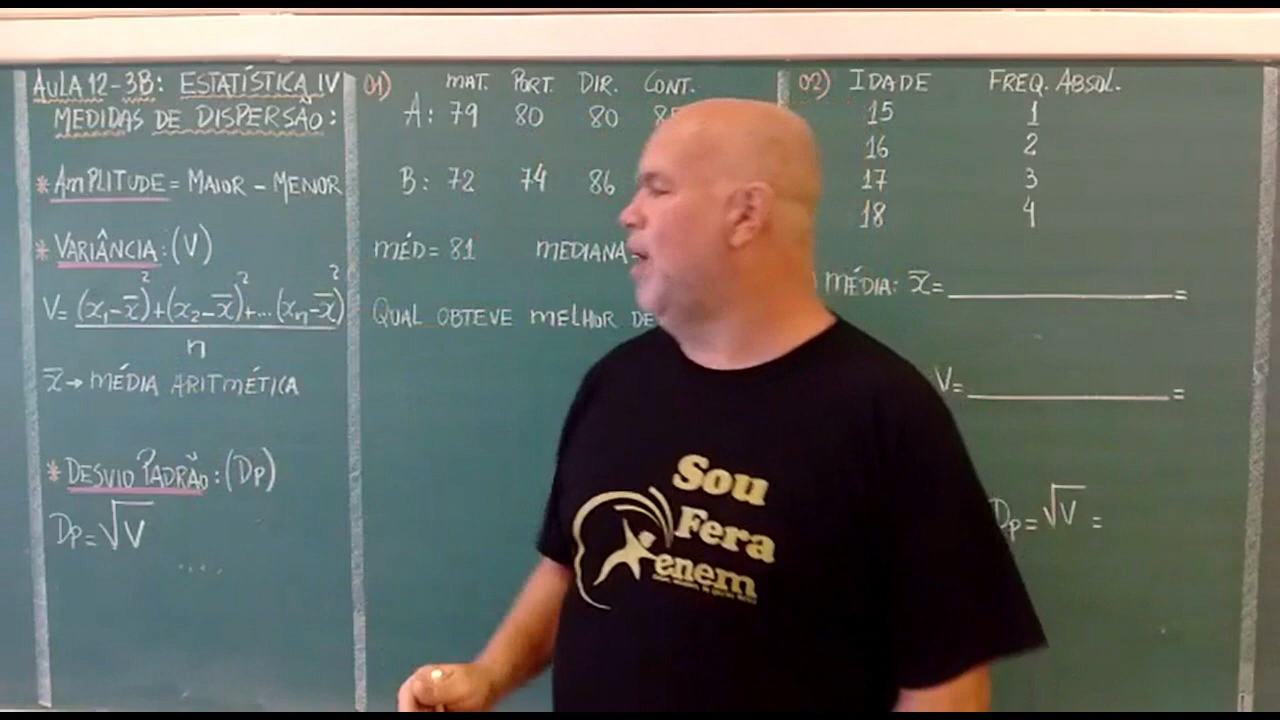 AULA 12-3B: ESTATÍSTICA IV
MEDIDAS DE DISPERSÃO:
* AMPLITUDE = MAIOR - MENOR
* VARIÂNCIA: (V)
V = (x₁-x̄)² + (x₂-x̄)² + ... (xₙ-x̄)²
n
x̄ → MÉDIA ARITMÉTICA
* DESVIO PADRÃO: (Dp)
Dp = √V
01) MAT. PORT. DIR. CONT.
A: 79 80 80
B: 72 74 86
MÉD = 81 MEDIANA
QUAL OBTEVE MELHOR
02) IDADE FREQ. ABSOL.
15 1
16 2
17 3
18 4
MÉDIA: x̄ = =
V = =
Dp = √V =
Sou
Fera
enem